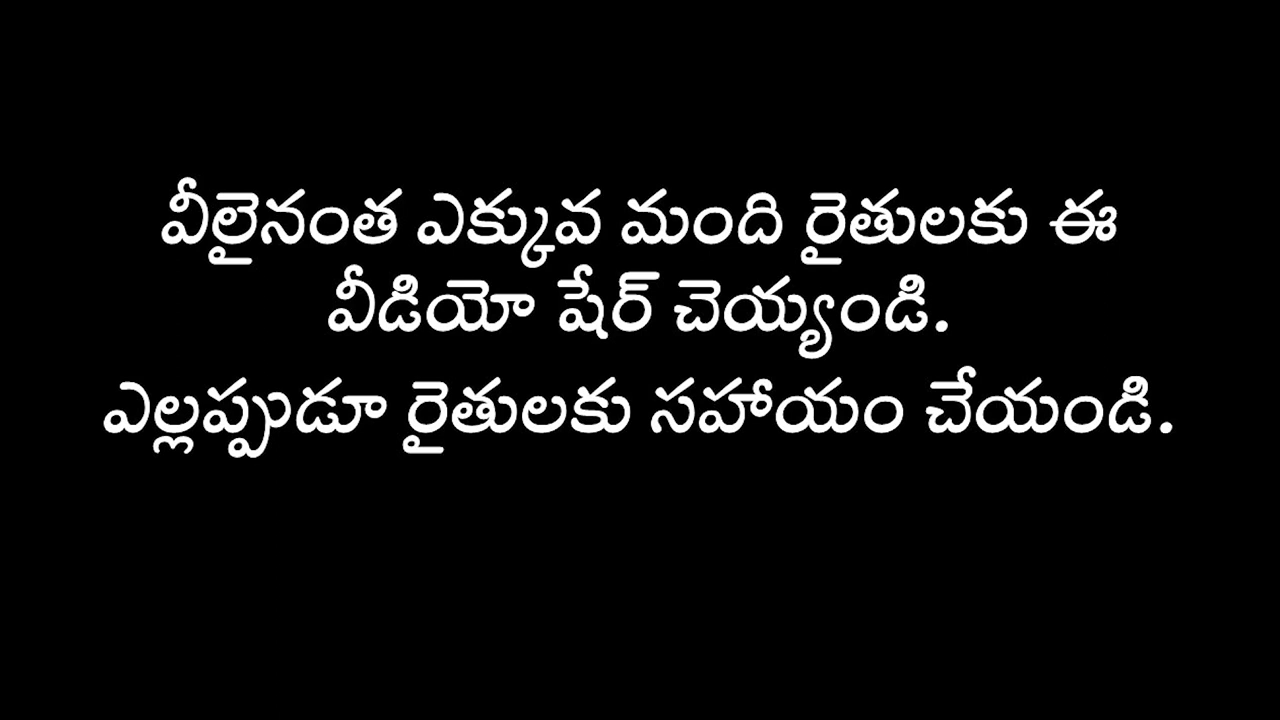 వీలైనంత ఎక్కువ మంది రైతులకు ఈ
వీడియో షేర్ చెయ్యండి.
ఎల్లప్పుడూ రైతులకు సహాయం చేయండి.